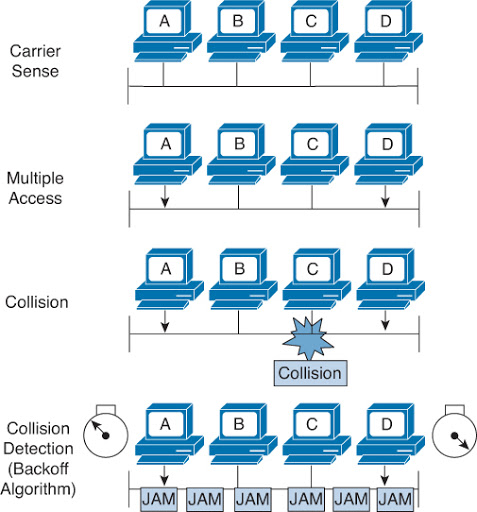 A B C D
Carrier
Sense
A B C D
Multiple
Access
A B C D
Collision
Collision
A B C D
Collision
Detection
(Backoff
Algorithm)
JAM JAM JAM JAM JAM JAM